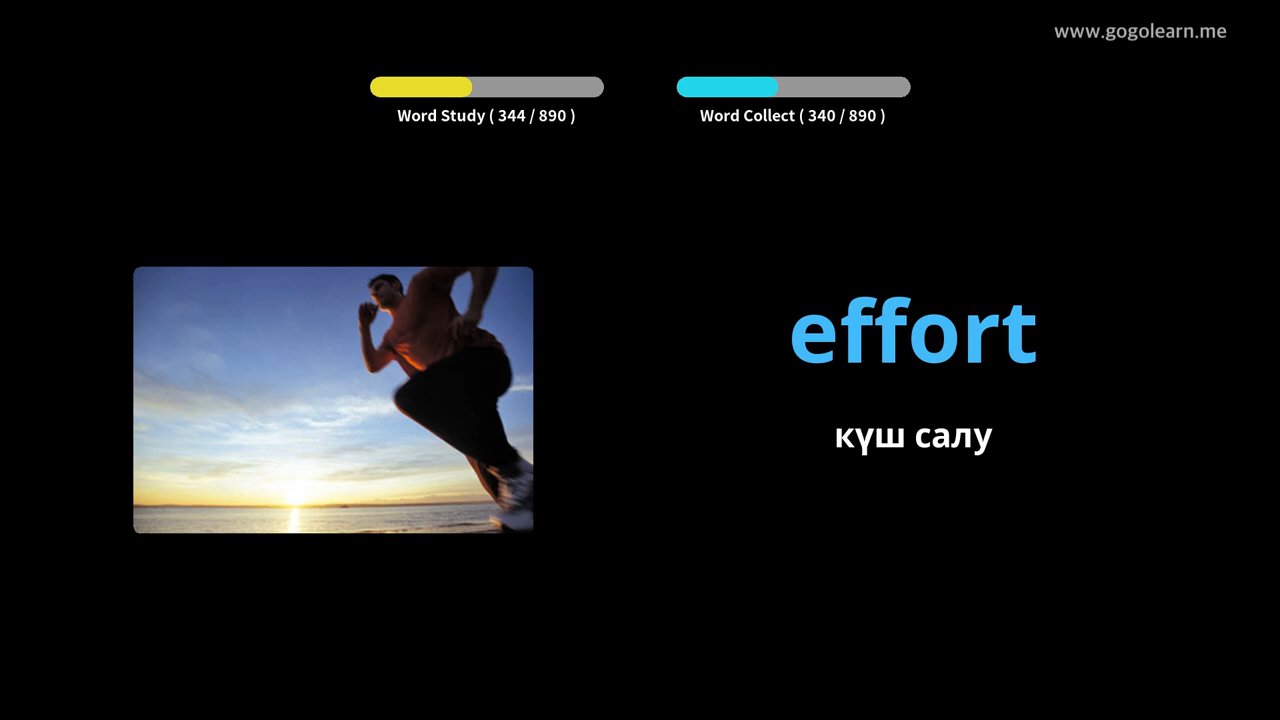 www.gogolearn.me
Word Study ( 344 / 890 )
Word Collect ( 340 / 890 )
effort
күш салу